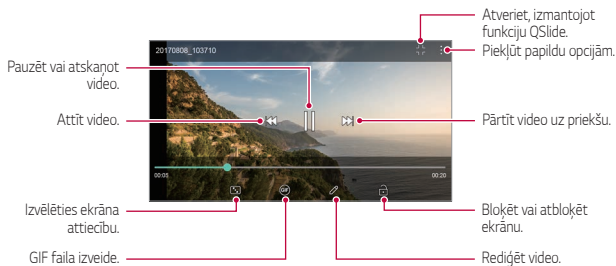 Atveriet, izmantojot
funkciju QSlide.
20170808_103710
Piekļūt papildu opcijām.
Pauzēt vai atskaņot
video.
Attīt video.
Pārtīt video uz priekšu.
00:05
00:20
GIF
Izvēlēties ekrāna
attiecību.
Bloķēt vai atbloķēt
ekrānu.
GIF faila izveide.
Rediģēt video.